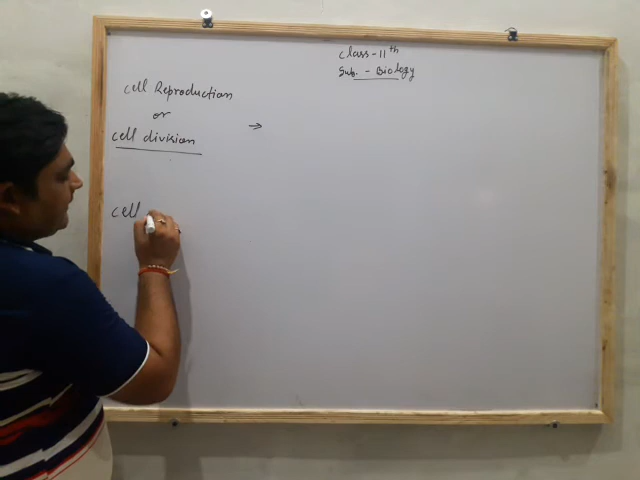 Class-11th
Sub. - Biology
cell Reproduction
or
cell division
→
cell